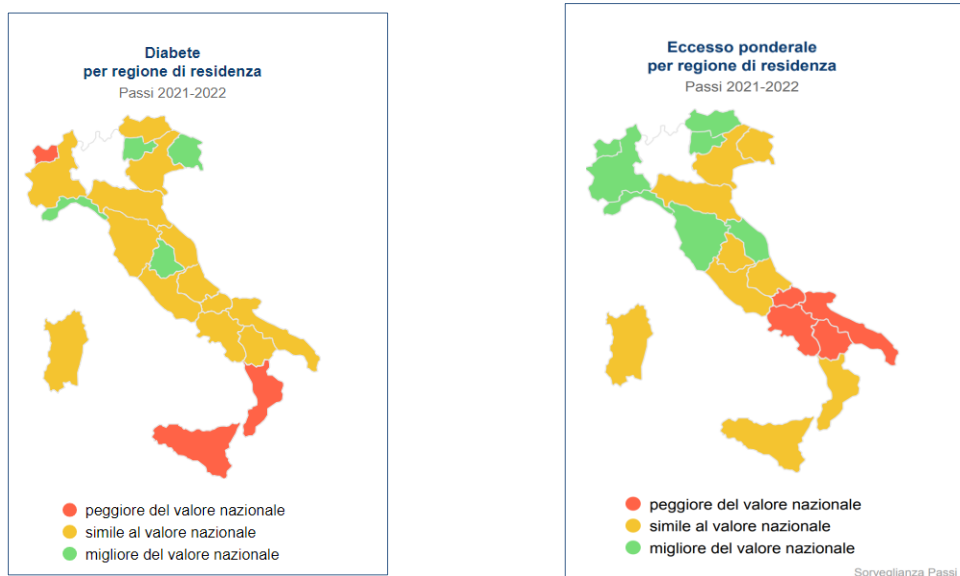 Diabete
per regione di residenza
Passi 2021-2022
peggiore del valore nazionale
simile al valore nazionale
migliore del valore nazionale
Eccesso ponderale
per regione di residenza
Passi 2021-2022
peggiore del valore nazionale
simile al valore nazionale
migliore del valore nazionale
Sorveglianza Passi